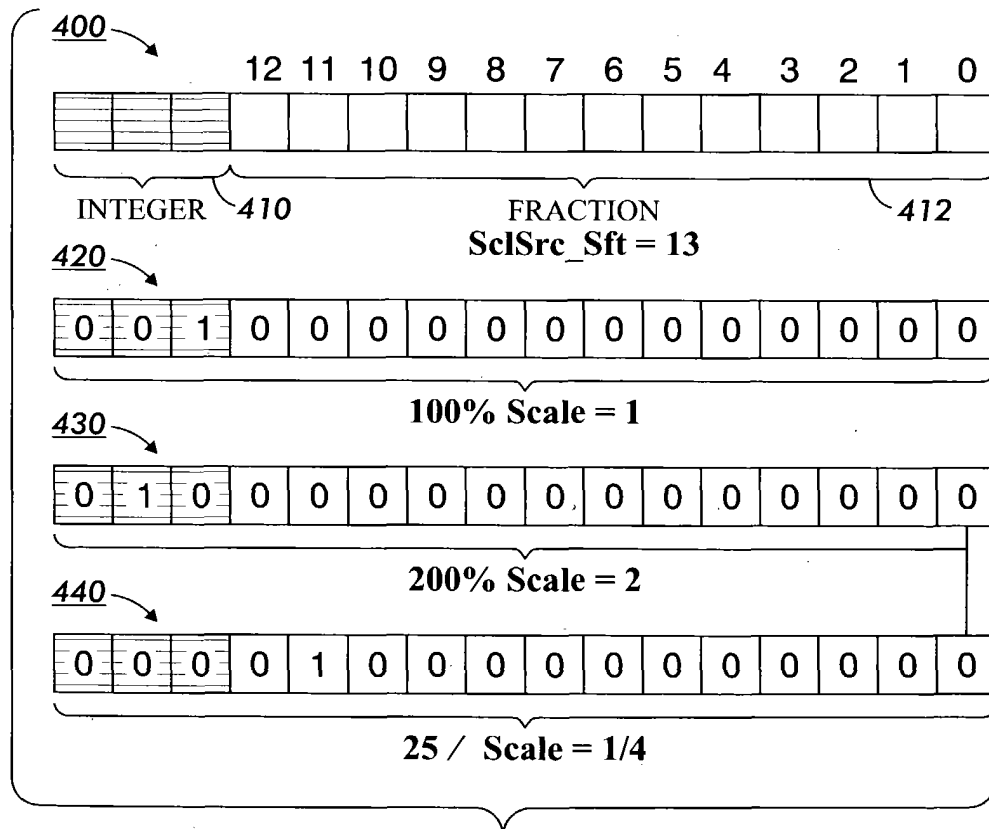 400
12 11 10 9 8 7 6 5 4 3 2 1 0
INTEGER 410 FRACTION 412
SclSrc_Sft = 13
420
0 0 1 0 0 0 0 0 0 0 0 0 0 0 0 0
100% Scale = 1
430
0 1 0 0 0 0 0 0 0 0 0 0 0 0 0 0
200% Scale = 2
440
0 0 0 0 1 0 0 0 0 0 0 0 0 0 0 0
25 / Scale = 1/4